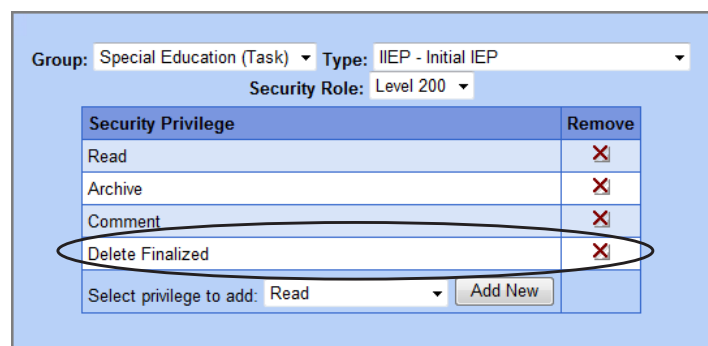 Group: Special Education (Task) Type: IIEP - Initial IEP
Security Role: Level 200
Security Privilege Remove
Read
Archive
Comment
Delete Finalized
Select privilege to add: Read Add New